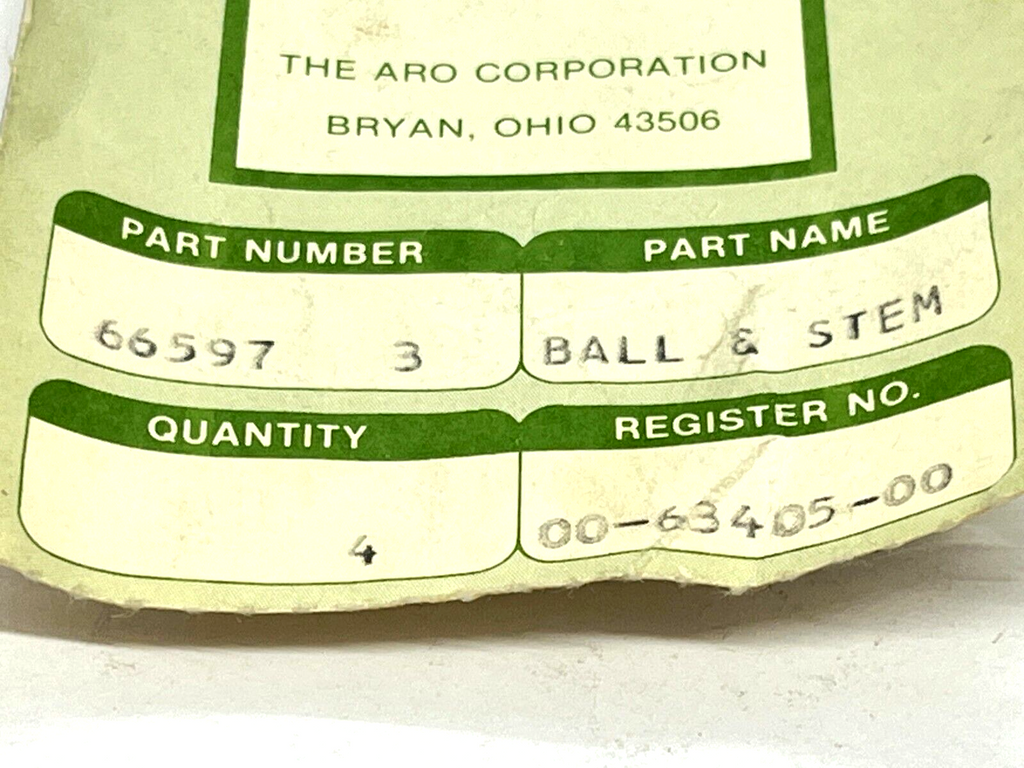 THE ARO CORPORATION
BRYAN, OHIO 43506
PART NUMBER
66597 3
PART NAME
BALL & STEM
QUANTITY
4
REGISTER NO.
00-63405-00